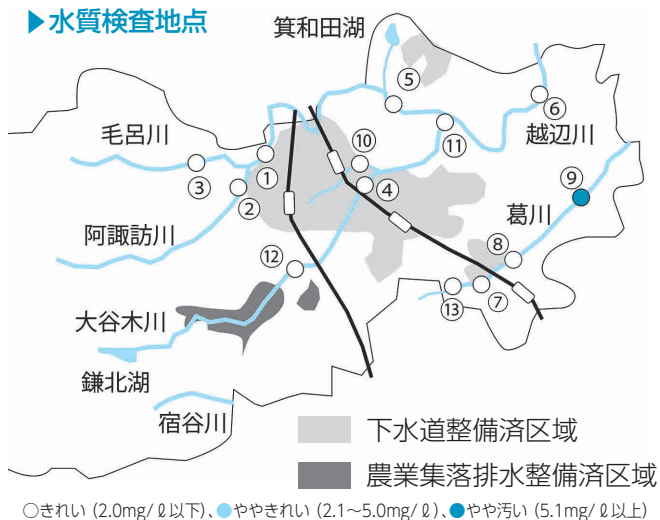 ▶水質検査地点
箕和田湖
⑤
⑥
毛呂川
越辺川
⑩
⑪
①
③
②
④
⑨
葛川
阿諏訪川
⑧
⑫
⑬
⑦
大谷木川
鎌北湖
宿谷川
下水道整備済区域
農業集落排水整備済区域
○きれい (2.0mg/ℓ以下)、●ややきれい (2.1～5.0mg/ℓ)、●やや汚い (5.1mg/ℓ以上)